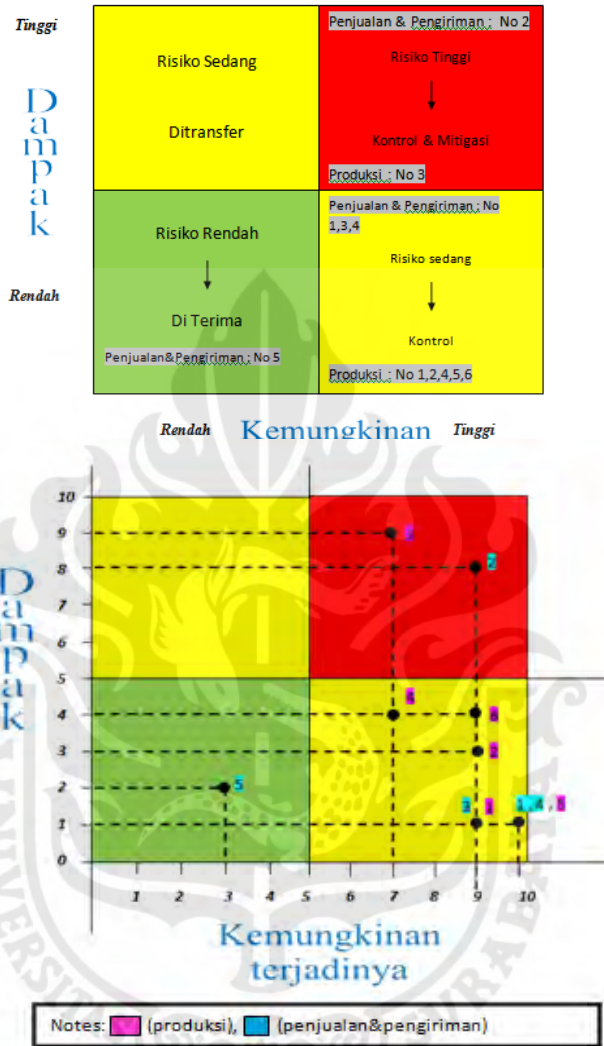 Tinggi
Dampak
Rendah
Risiko Sedang
Ditransfer
Penjualan & Pengiriman : No 2
Risiko Tinggi
Kontrol & Mitigasi
Produksi : No 3
Risiko Rendah
Di Terima
Penjualan&Pengiriman : No 5
Penjualan & Pengiriman : No
1,3,4
Risiko sedang
Kontrol
Produksi : No 1,2,4,5,6
Rendah Kemungkinan Tinggi
Dampak
10
9
8
2
7
6
5
4
6
3
2
2
5
1
3 1
1,4 ,
0
1 2 3 4 5 6 7 8 9 10
Kemungkinan
terjadinya
Notes: (produksi), (penjualan&pengiriman)